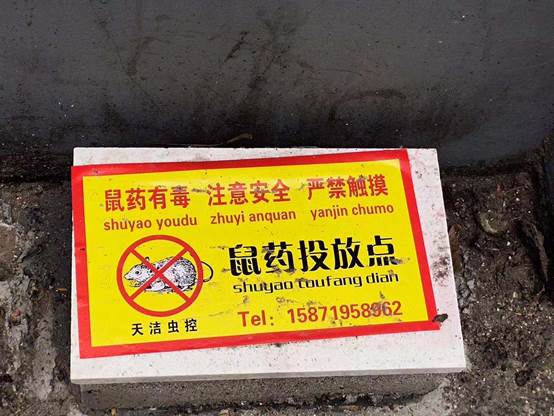 鼠药有毒 注意安全 严禁触摸
shuyao youdu zhuyi anquan yanjin chumo
鼠药投放点
shuyao toufang dian
天洁虫控
Tel: 15871958962